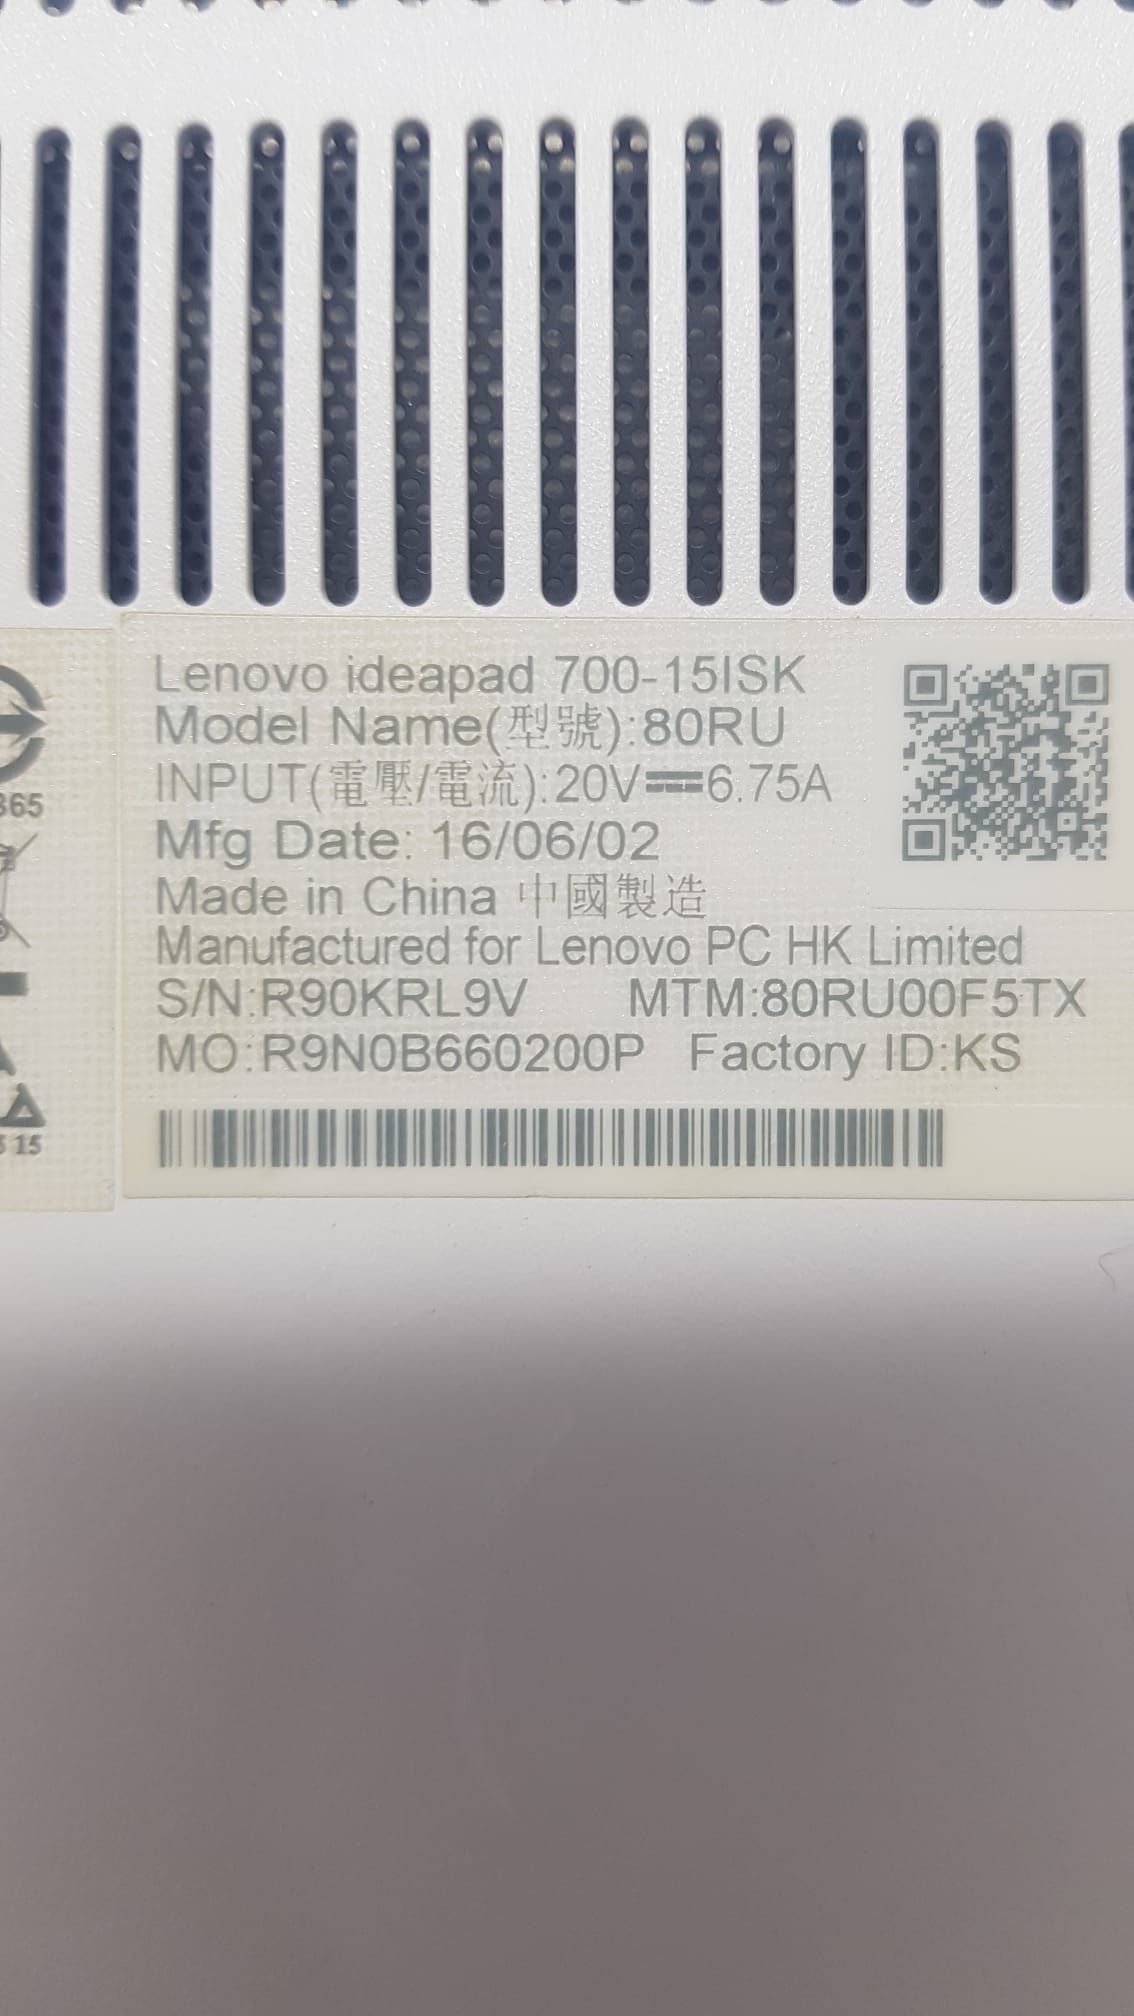 Lenovo ideapad 700-15ISK
Model Name(型號):80RU
INPUT(電壓/電流):20V⎓6.75A
Mfg Date: 16/06/02
Made in China 中國製造
Manufactured for Lenovo PC HK Limited
S/N:R90KRL9V MTM:80RU00F5TX
MO:R9N0B660200P Factory ID:KS
365
15